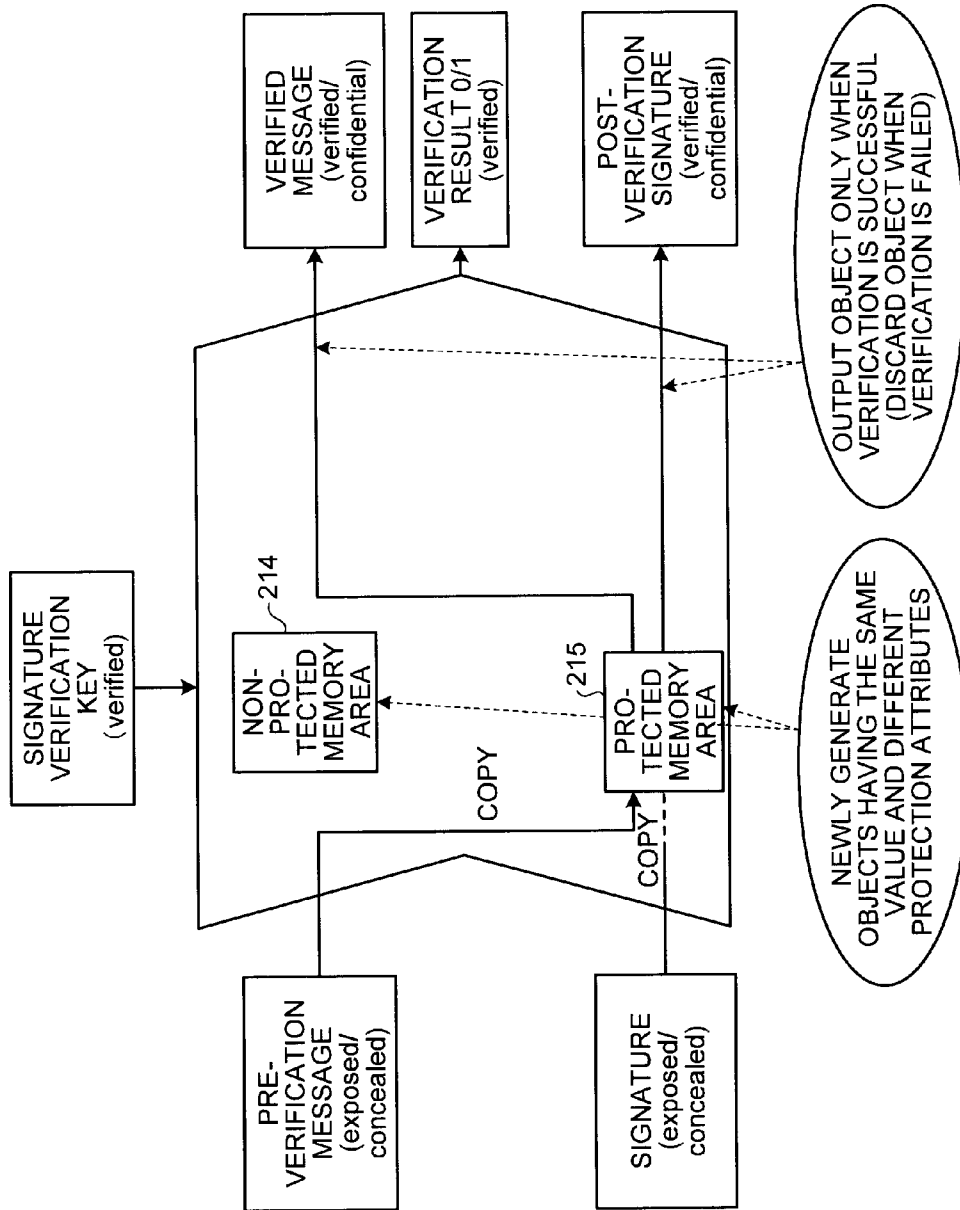 SIGNATURE
VERIFICATION
KEY
(verified)
PRE-
VERIFICATION
MESSAGE
(exposed/
concealed)
COPY
NON-
PRO-
TECTED
MEMORY
AREA
214
VERIFIED
MESSAGE
(verified/
confidential)
VERIFICATION
RESULT 0/1
(verified)
SIGNATURE
(exposed/
concealed)
COPY
PRO-
TECTED
MEMORY
AREA
215
POST-
VERIFICATION
SIGNATURE
(verified/
confidential)
NEWLY GENERATE
OBJECTS HAVING THE SAME
VALUE AND DIFFERENT
PROTECTION ATTRIBUTES
OUTPUT OBJECT ONLY WHEN
VERIFICATION IS SUCCESSFUL
(DISCARD OBJECT WHEN
VERIFICATION IS FAILED)